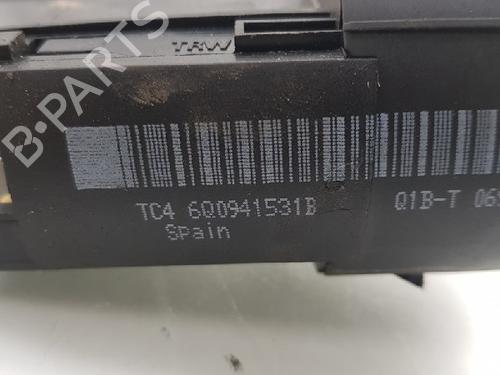 TRW
B-PARTS
TC4 6Q0941531B
Q1B-T
Spain